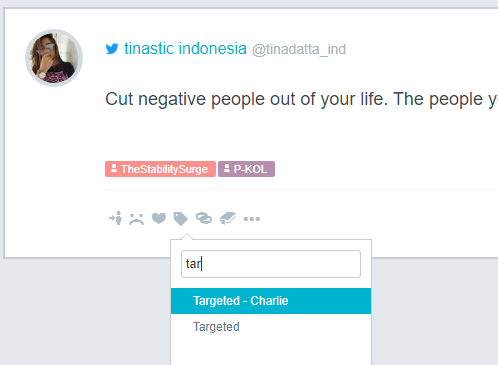 tinastic indonesia @tinadatta_ind
Cut negative people out of your life. The people
TheStabilitySurge P-KOL
tar
Targeted - Charlie
Targeted